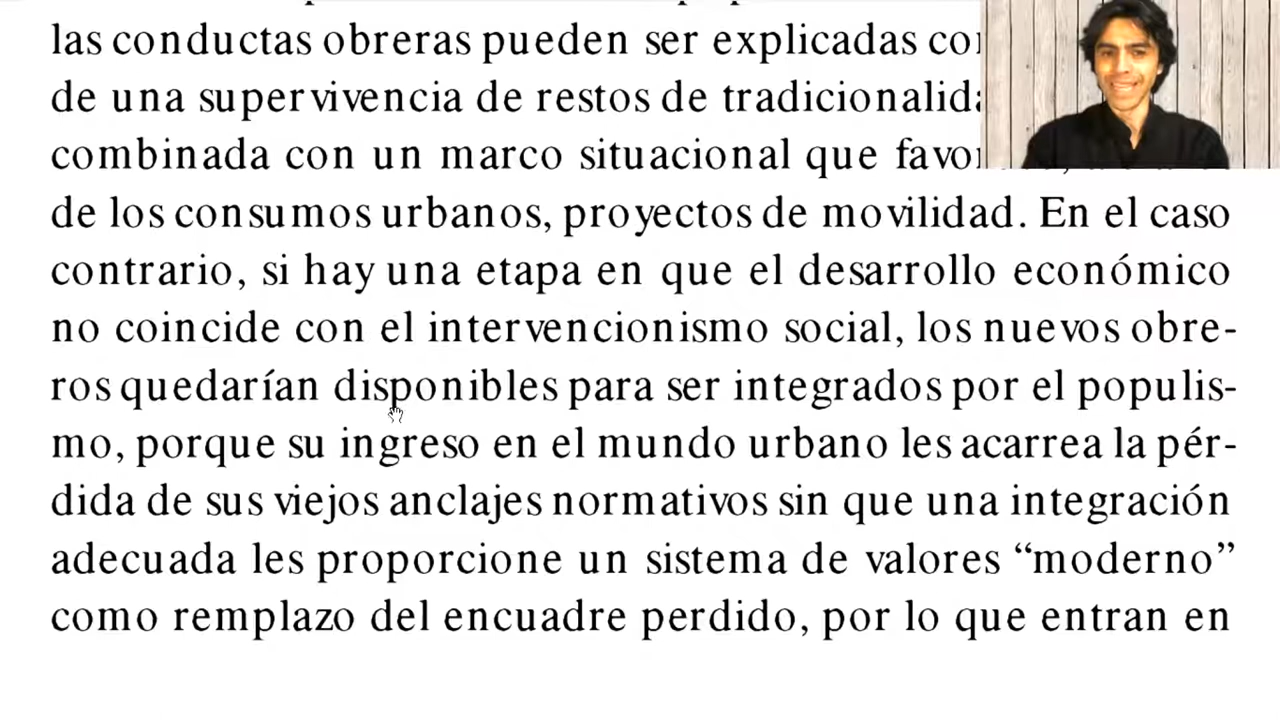 las conductas obreras pueden ser explicadas
de una supervivencia de restos de
combinada con un marco situacional que
de los consumos urbanos, proyectos de movilidad. En el caso
contrario, si hay una etapa en que el desarrollo económico
no coincide con el intervencionismo social, los nuevos obre-
ros quedarían disponibles para ser integrados por el populis-
mo, porque su ingreso en el mundo urbano les acarrea la pér-
dida de sus viejos anclajes normativos sin que una integración
adecuada les proporcione un sistema de valores “moderno”
como remplazo del encuadre perdido, por lo que entran en